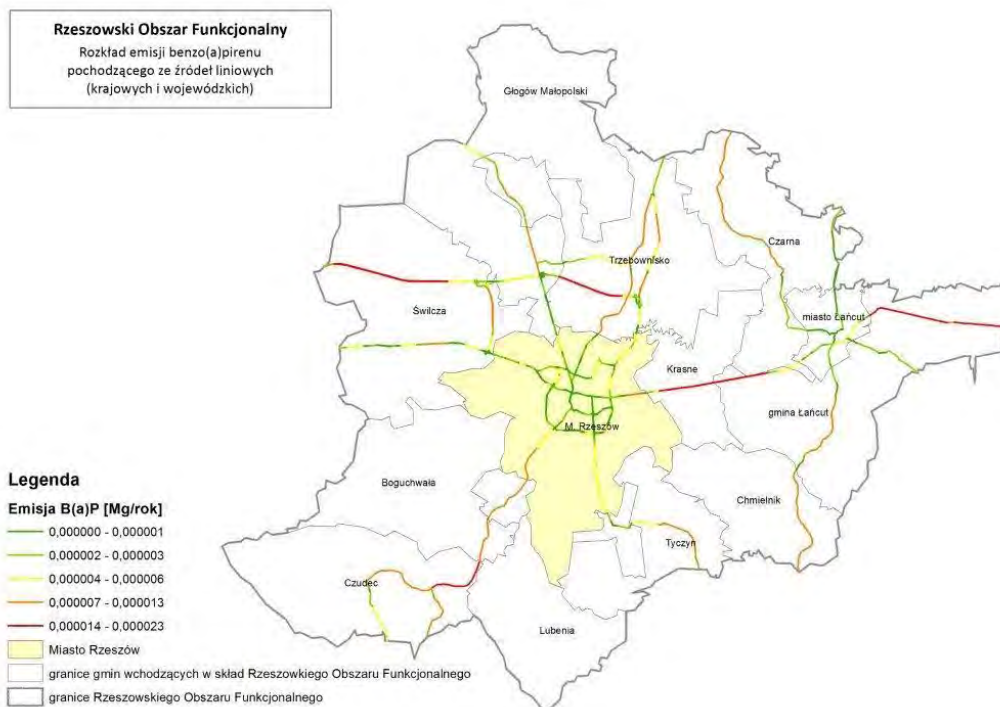 Rzeszowski Obszar Funkcjonalny
Rozkład emisji benzo(a)pirenu
pochodzącego ze źródeł liniowych
(krajowych i wojewódzkich)
Głogów Małopolski
Czarna
Trzebownisko
Świlcza
miasto Łańcut
Krasne
gmina Łańcut
M. Rzeszów
Boguchwała
Chmielnik
Tyczyn
Czudec
Lubenia
Legenda
Emisja B(a)P [Mg/rok]
0,000000 - 0,000001
0,000002 - 0,000003
0,000004 - 0,000006
0,000007 - 0,000013
0,000014 - 0,000023
Miasto Rzeszów
granice gmin wchodzących w skład Rzeszowkiego Obszaru Funkcjonalnego
granice Rzeszowskiego Obszaru Funkcjonalnego